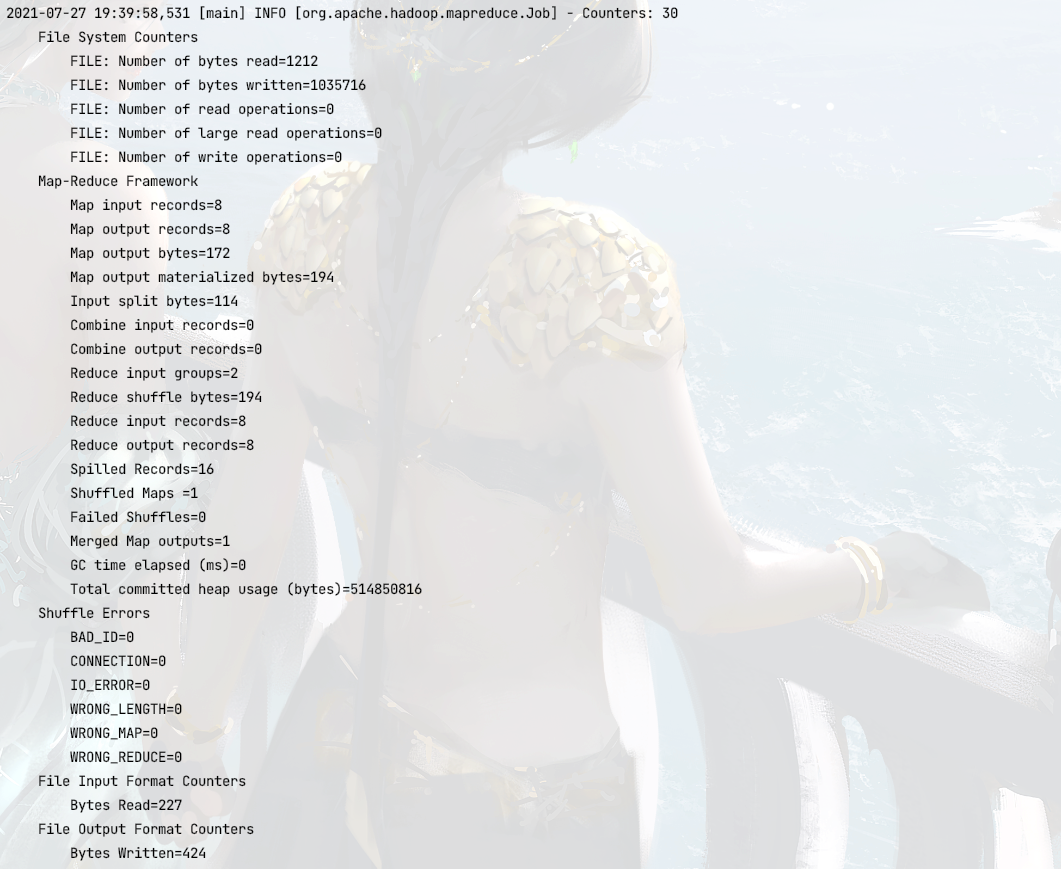 2021-07-27 19:39:58,531 [main] INFO [org.apache.hadoop.mapreduce.Job] - Counters: 30
File System Counters
FILE: Number of bytes read=1212
FILE: Number of bytes written=1035716
FILE: Number of read operations=0
FILE: Number of large read operations=0
FILE: Number of write operations=0
Map-Reduce Framework
Map input records=8
Map output records=8
Map output bytes=172
Map output materialized bytes=194
Input split bytes=114
Combine input records=0
Combine output records=0
Reduce input groups=2
Reduce shuffle bytes=194
Reduce input records=8
Reduce output records=8
Spilled Records=16
Shuffled Maps =1
Failed Shuffles=0
Merged Map outputs=1
GC time elapsed (ms)=0
Total committed heap usage (bytes)=514850816
Shuffle Errors
BAD_ID=0
CONNECTION=0
IO_ERROR=0
WRONG_LENGTH=0
WRONG_MAP=0
WRONG_REDUCE=0
File Input Format Counters
Bytes Read=227
File Output Format Counters
Bytes Written=424